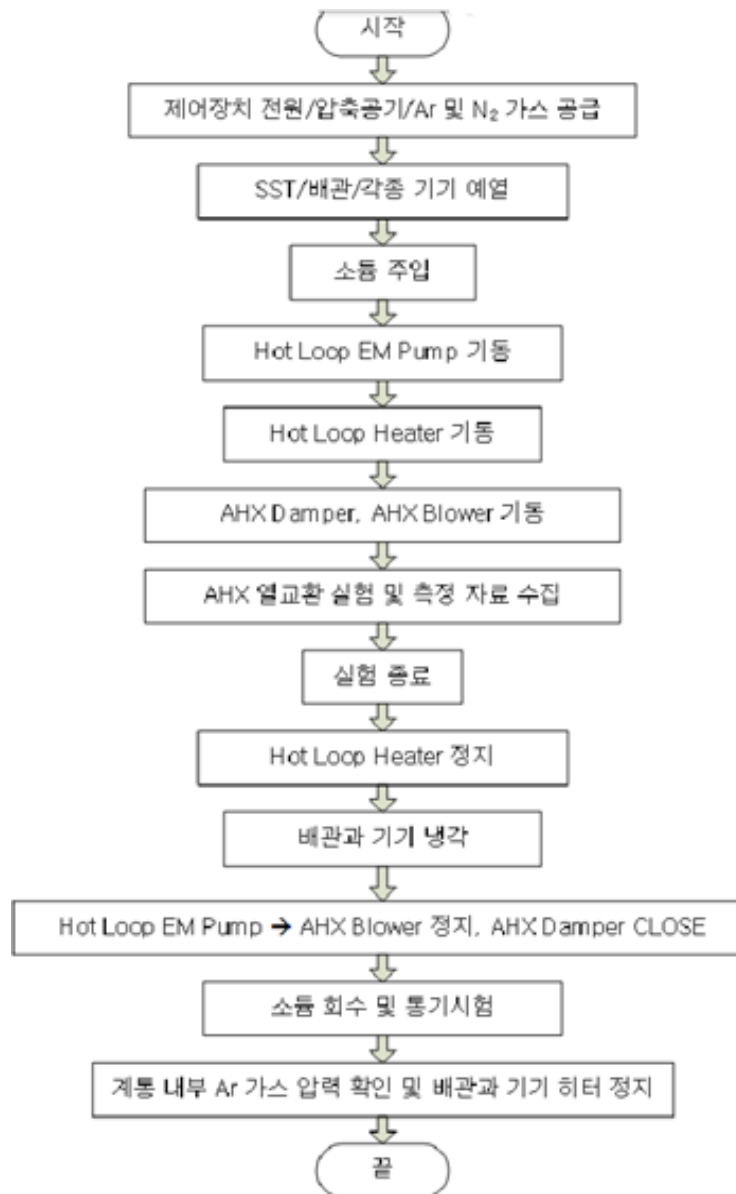 시작
제어장치 전원/압축공기/Ar 및 N₂ 가스 공급
SST/배관/각종 기기 예열
소듐 주입
Hot Loop EM Pump 기동
Hot Loop Heater 기동
AHX Damper, AHX Blower 기동
AHX 열교환 실험 및 측정 자료 수집
실험 종료
Hot Loop Heater 정지
배관과 기기 냉각
Hot Loop EM Pump → AHX Blower 정지, AHX Damper CLOSE
소듐 회수 및 통기시험
계통 내부 Ar 가스 압력 확인 및 배관과 기기 히터 정지
끝